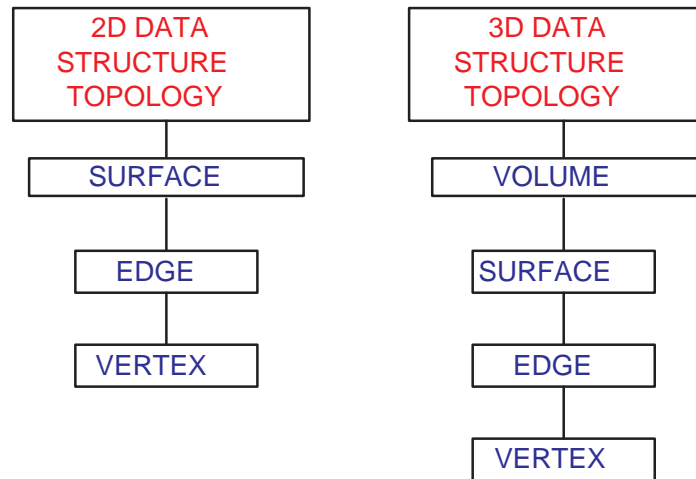 2D DATA
STRUCTURE
TOPOLOGY
SURFACE
EDGE
VERTEX
3D DATA
STRUCTURE
TOPOLOGY
VOLUME
SURFACE
EDGE
VERTEX